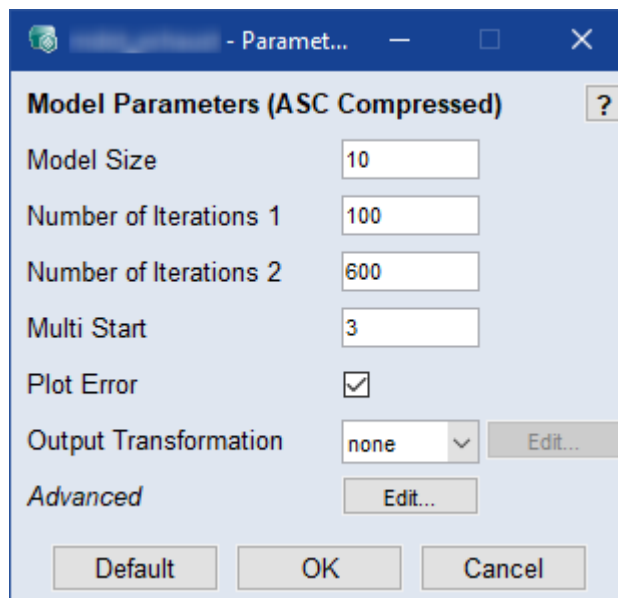 - Paramet...
Model Parameters (ASC Compressed) ?
Model Size 10
Number of Iterations 1 100
Number of Iterations 2 600
Multi Start 3
Plot Error
Output Transformation none Edit...
Advanced Edit...
Default OK Cancel